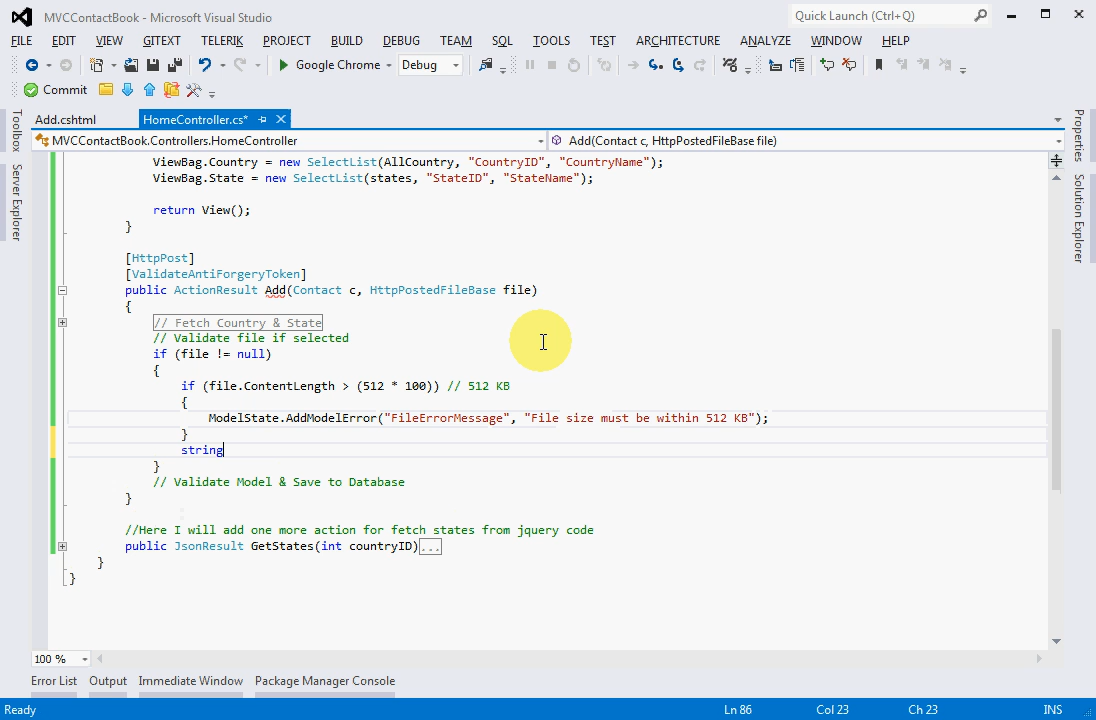 MVCContactBook - Microsoft Visual Studio
Quick Launch (Ctrl+Q)
FILE EDIT VIEW GITEXT TELERIK PROJECT BUILD DEBUG TEAM SQL TOOLS TEST ARCHITECTURE ANALYZE WINDOW HELP
Google Chrome Debug
Commit
Add.cshtml HomeController.cs*
MVCContactBook.Controllers.HomeController Add(Contact c, HttpPostedFileBase file)
Toolbox
Server Explorer
Properties
Solution Explorer
ViewBag.Country = new SelectList(AllCountry, "CountryID", "CountryName");
ViewBag.State = new SelectList(states, "StateID", "StateName");
return View();
}
[HttpPost]
[ValidateAntiForgeryToken]
public ActionResult Add(Contact c, HttpPostedFileBase file)
{
// Fetch Country & State
// Validate file if selected
if (file != null)
{
if (file.ContentLength > (512 * 100)) // 512 KB
{
ModelState.AddModelError("FileErrorMessage", "File size must be within 512 KB");
}
string
}
// Validate Model & Save to Database
}
//Here I will add one more action for fetch states from jquery code
public JsonResult GetStates(int countryID)...
}
}
100 %
Error List Output Immediate Window Package Manager Console
Ready Ln 86 Col 23 Ch 23 INS